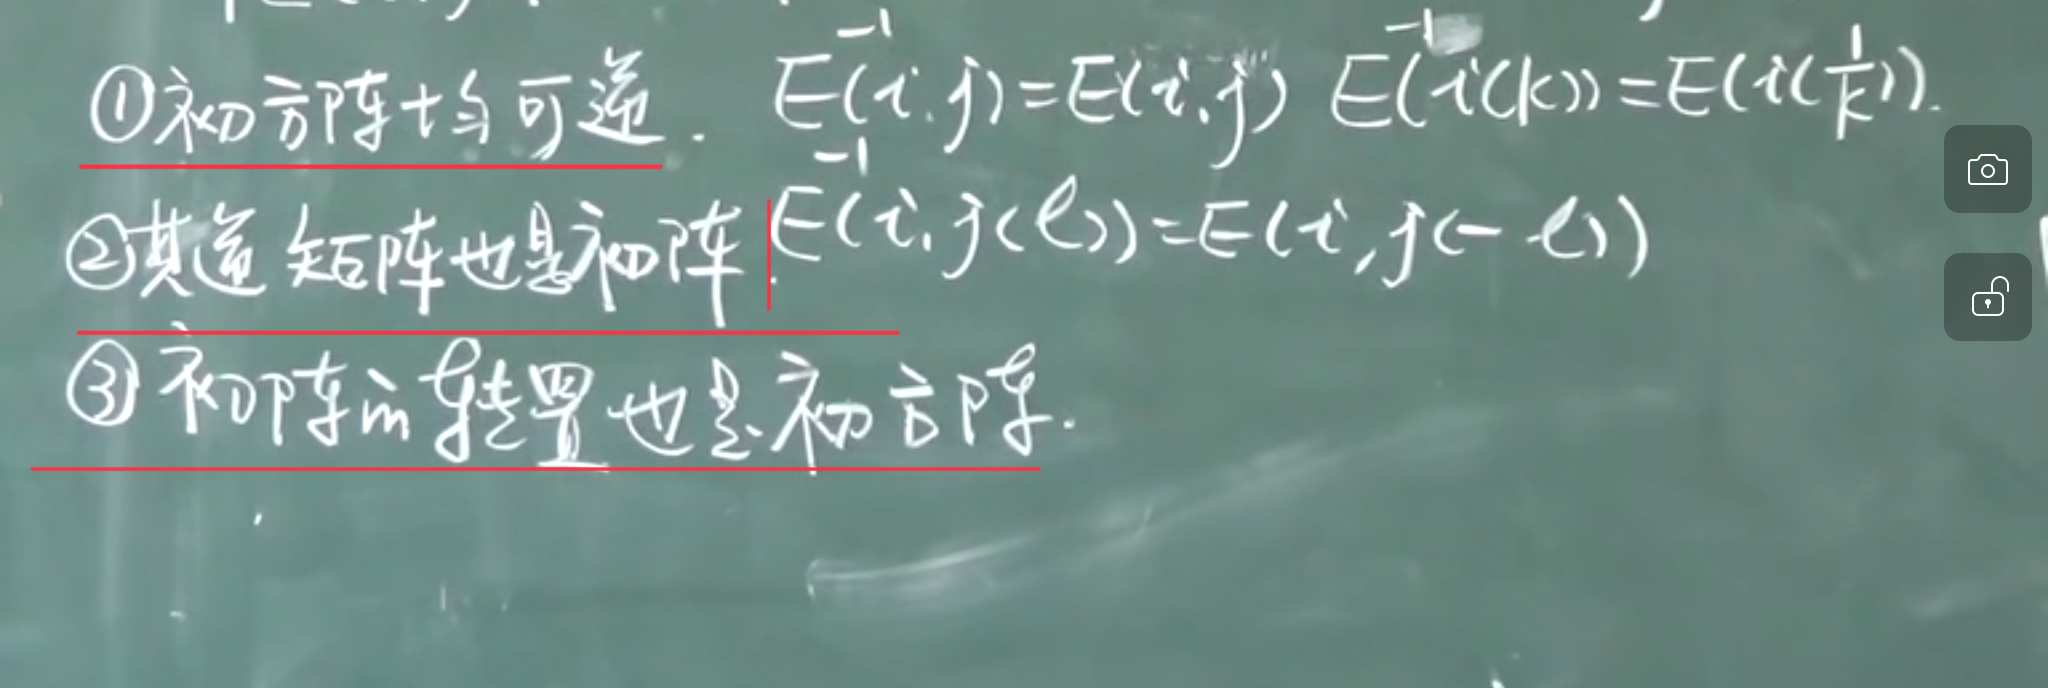 ①初方阵均可逆. E⁻¹(i.j)=E(i.j) E⁻¹(i(k))=E(i(1/k)).
②其逆矩阵也是初阵. E⁻¹(i.j(l))=E(i,j(-l))
③初阵的转置也是初方阵.